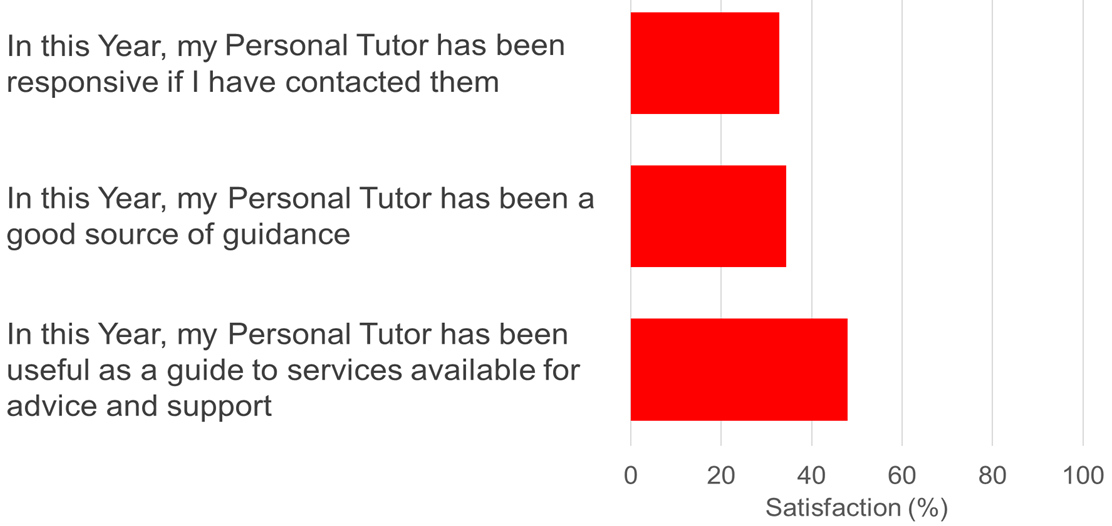 In this Year, my Personal Tutor has been
responsive if I have contacted them
In this Year, my Personal Tutor has been a
good source of guidance
In this Year, my Personal Tutor has been
useful as a guide to services available for
advice and support
0 20 40 60 80 100
Satisfaction (%)